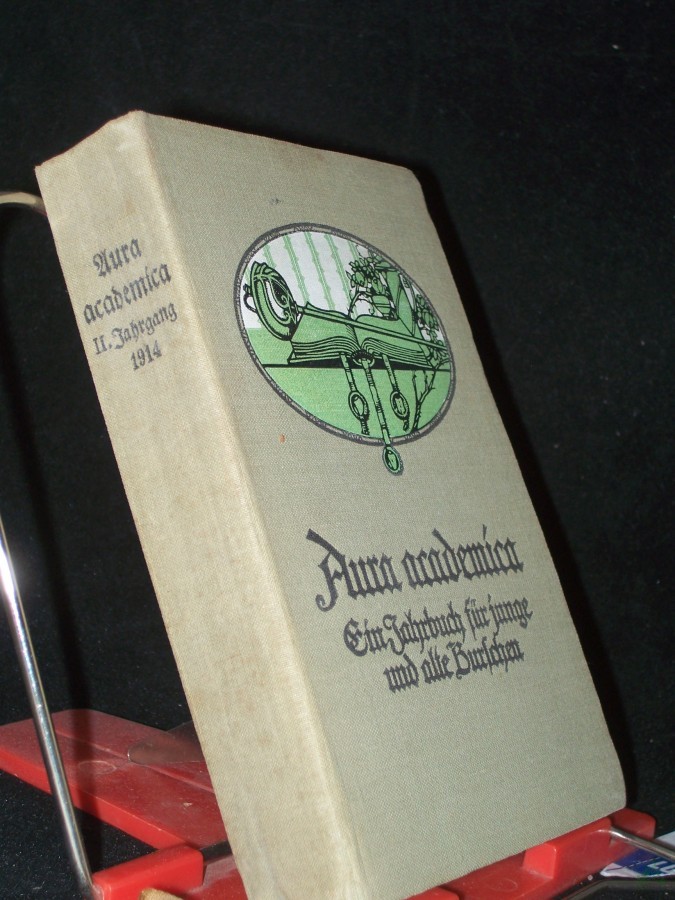 Aura
academica
II. Jahrgang
1914
Aura academica
Ein Jahrbuch für junge
und alte Burschen